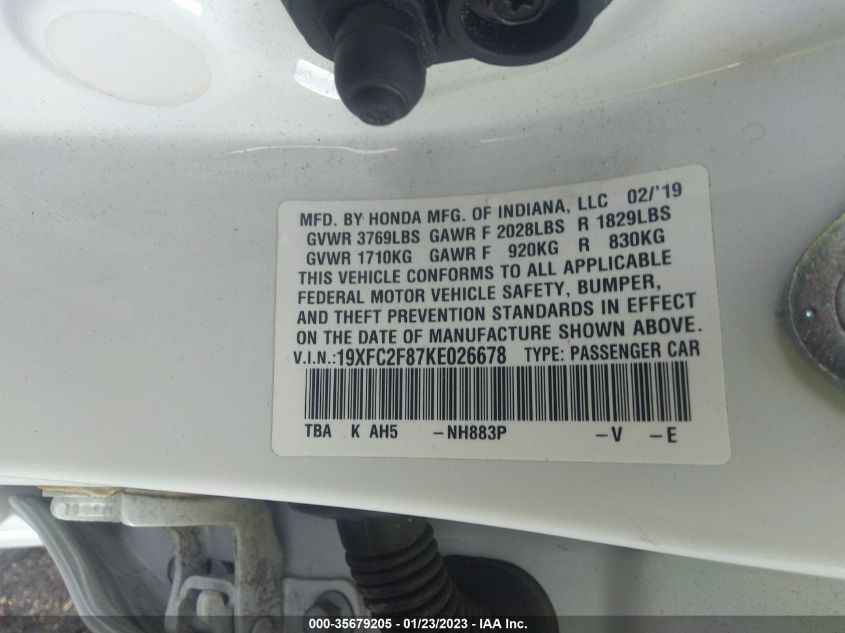 MFD. BY HONDA MFG. OF INDIANA, LLC 02/'19
GVWR 3769LBS GAWR F 2028LBS R 1829LBS
GVWR 1710KG GAWR F 920KG R 830KG
THIS VEHICLE CONFORMS TO ALL APPLICABLE
FEDERAL MOTOR VEHICLE SAFETY, BUMPER,
AND THEFT PREVENTION STANDARDS IN EFFECT
ON THE DATE OF MANUFACTURE SHOWN ABOVE.
V.I.N.:19XFC2F87KE026678 TYPE: PASSENGER CAR
TBA K AH5 -NH883P -V -E
000-35679205 - 01/23/2023 - IAA Inc.